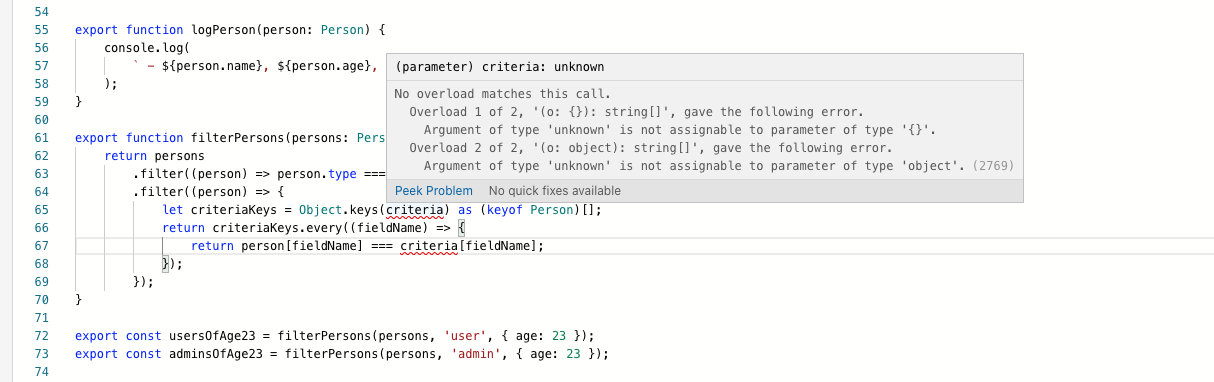 54
55 export function logPerson(person: Person) {
56 console.log(
57 ` - ${person.name}, ${person.age},
58 );
59 }
60
61 export function filterPersons(persons: Pers
62 return persons
63 .filter((person) => person.type ===
64 .filter((person) => {
65 let criteriaKeys = Object.keys(criteria) as (keyof Person)[];
66 return criteriaKeys.every((fieldName) => {
67 return person[fieldName] === criteria[fieldName];
68 });
69 });
70 }
71
72 export const usersOfAge23 = filterPersons(persons, 'user', { age: 23 });
73 export const adminsOfAge23 = filterPersons(persons, 'admin', { age: 23 });
74
(parameter) criteria: unknown
No overload matches this call.
Overload 1 of 2, '(o: {}): string[]', gave the following error.
Argument of type 'unknown' is not assignable to parameter of type '{}'.
Overload 2 of 2, '(o: object): string[]', gave the following error.
Argument of type 'unknown' is not assignable to parameter of type 'object'. (2769)
Peek Problem No quick fixes available